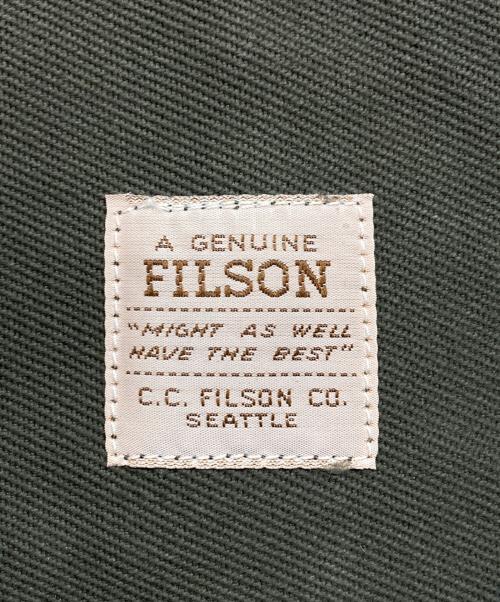 A GENUINE
FILSON
"MIGHT AS WELL
HAVE THE BEST"
C.C. FILSON CO.
SEATTLE